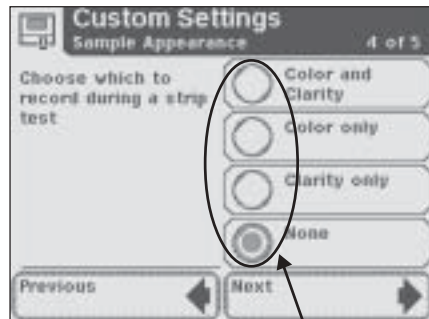 Custom Settings
Sample Appearance 4 of 5
Choose which to
record during a strip
test
Color and
Clarity
Color only
Clarity only
None
Previous
Next